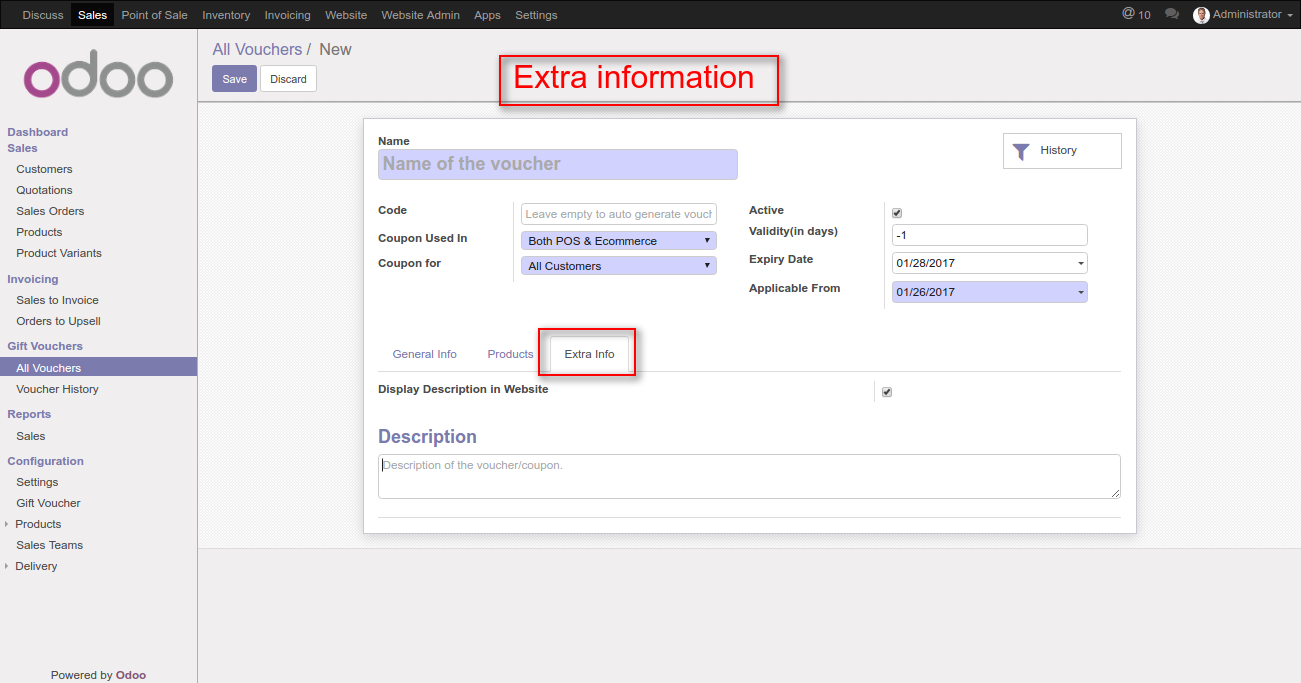 Discuss Sales Point of Sale Inventory Invoicing Website Website Admin Apps Settings @ 10 Administrator
odoo
All Vouchers / New
Save Discard
Extra information
Dashboard
Sales
Customers
Quotations
Sales Orders
Products
Product Variants
Invoicing
Sales to Invoice
Orders to Upsell
Gift Vouchers
All Vouchers
Voucher History
Reports
Sales
Configuration
Settings
Gift Voucher
Products
Sales Teams
Delivery
Powered by Odoo
Name
Name of the voucher
History
Code Leave empty to auto generate vouch
Coupon Used In Both POS & Ecommerce
Coupon for All Customers
Active
Validity(in days) -1
Expiry Date 01/28/2017
Applicable From 01/26/2017
General Info Products Extra Info
Display Description in Website
Description
Description of the voucher/coupon.